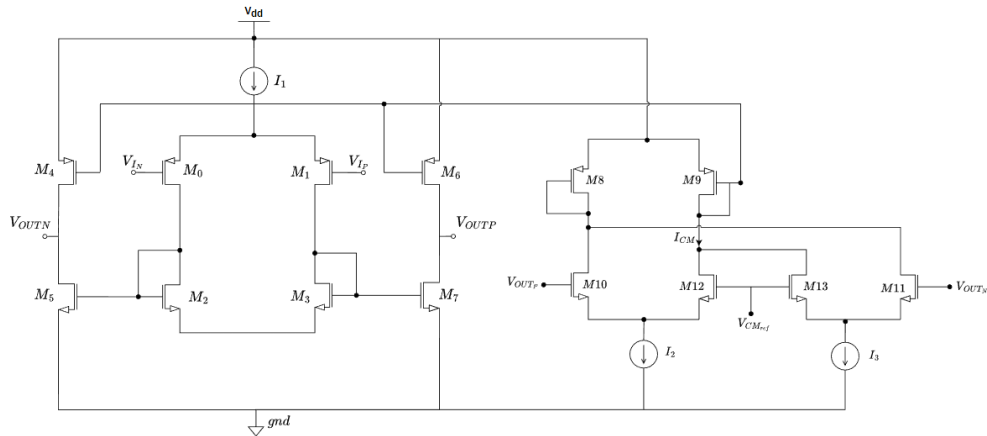 Vdd
I1
M4
VIN
M0
M1
VIP
M6
M8
M9
VOUTN
VOUTP
ICM
M5
M2
M3
M7
VOUTP
M10
M12
M13
M11
VOUTN
VCMref
I2
I3
gnd